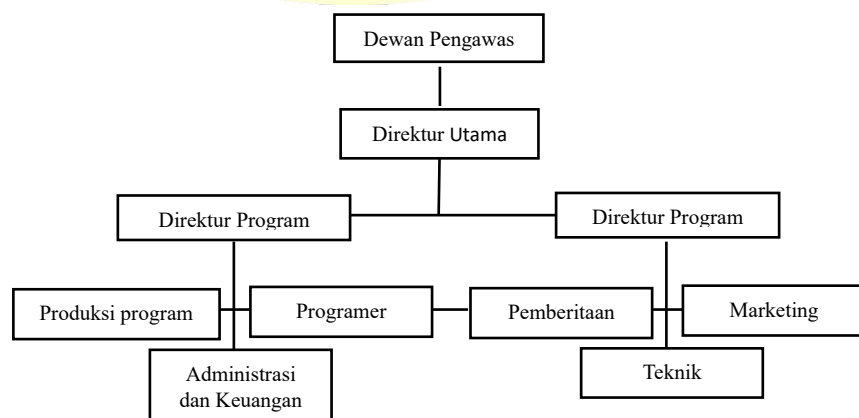 Dewan Pengawas
Direktur Utama
Direktur Program
Direktur Program
Produksi program
Programer
Pemberitaan
Marketing
Administrasi
dan Keuangan
Teknik